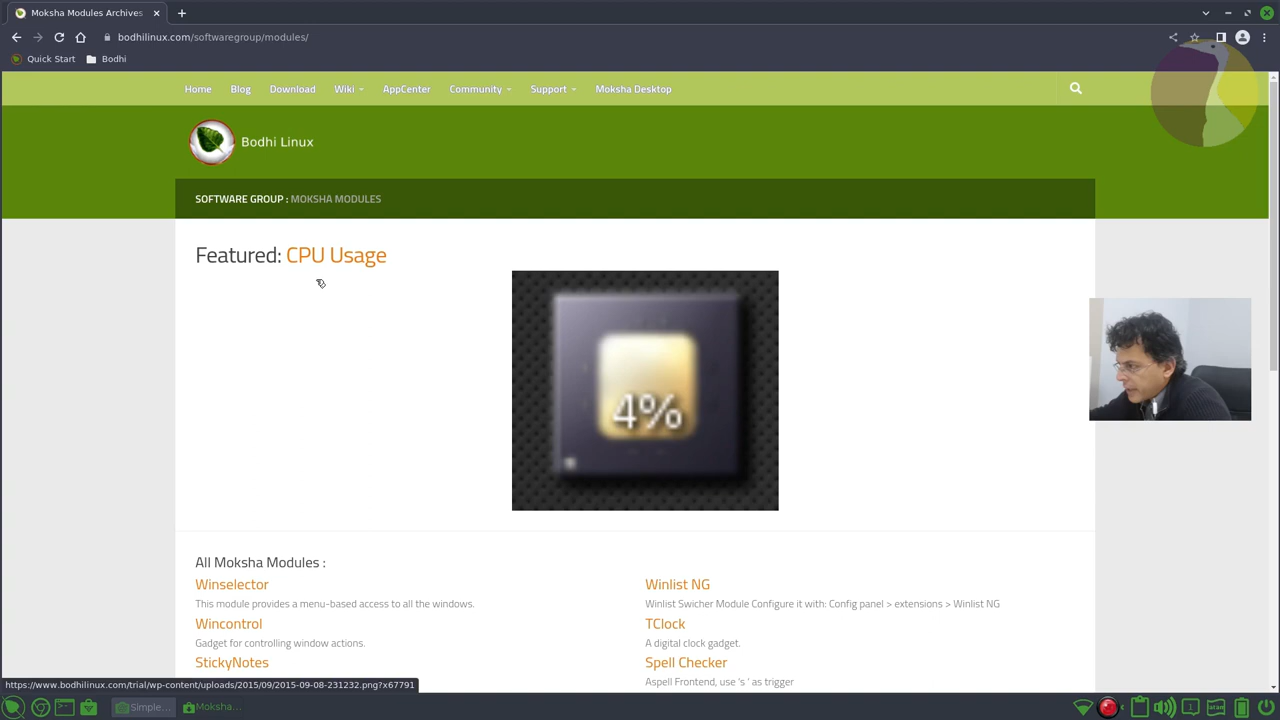 Moksha Modules Archives
bodhilinux.com/softwaregroup/modules/
Quick Start
Bodhi
Home
Blog
Download
Wiki
AppCenter
Community
Support
Moksha Desktop
Bodhi Linux
SOFTWARE GROUP : MOKSHA MODULES
Featured: CPU Usage
4%
All Moksha Modules :
Winselector
This module provides a menu-based access to all the windows.
Wincontrol
Gadget for controlling window actions.
StickyNotes
Winlist NG
Winlist Swicher Module Configure it with: Config panel > extensions > Winlist NG
TClock
A digital clock gadget.
Spell Checker
Aspell Frontend, use 's ' as trigger
https://www.bodhilinux.com/trial/wp-content/uploads/2015/09/2015-09-08-231232.png?x67791
Simple...
Moksha...